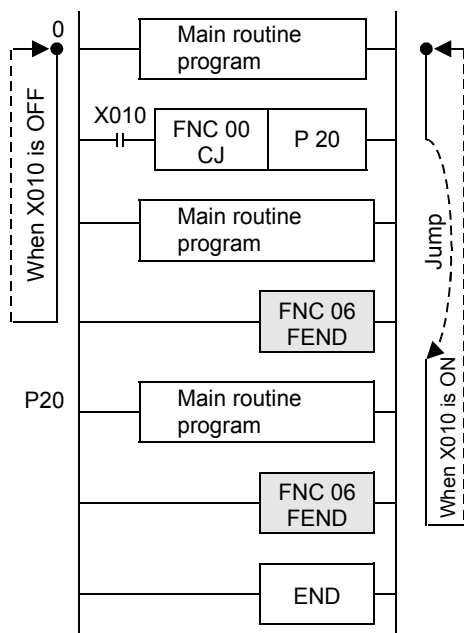 0
Main routine
program
X010
FNC 00
CJ
P 20
When X010 is OFF
Main routine
program
Jump
FNC 06
FEND
P20
Main routine
program
When X010 is ON
FNC 06
FEND
END